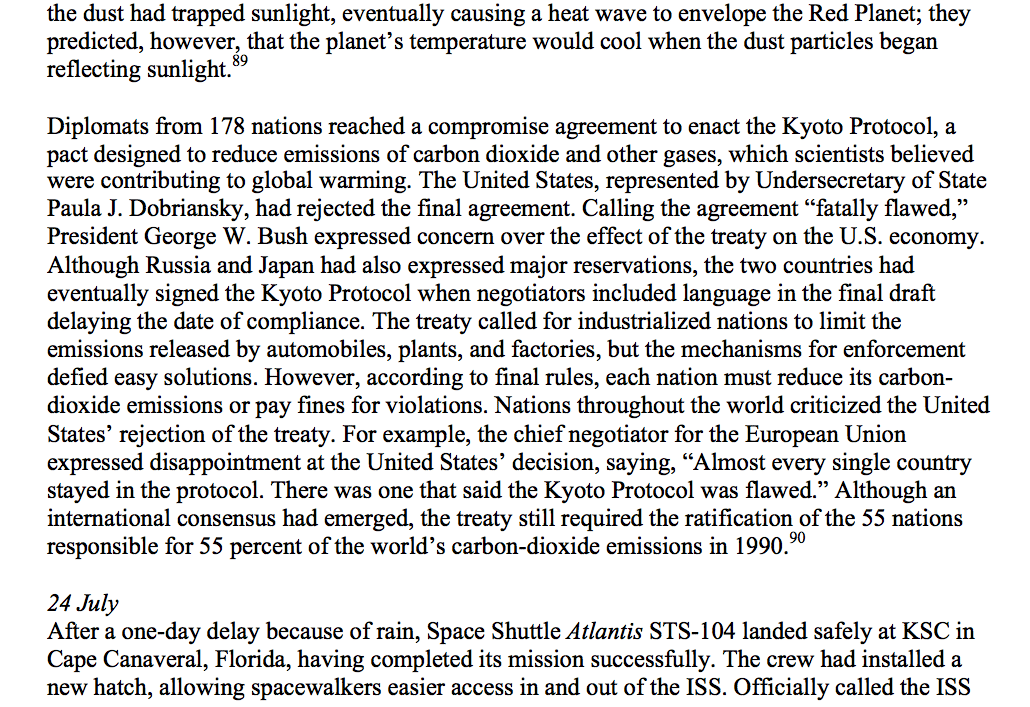 the dust had trapped sunlight, eventually causing a heat wave to envelope the Red Planet; they
predicted, however, that the planet’s temperature would cool when the dust particles began
reflecting sunlight.89
Diplomats from 178 nations reached a compromise agreement to enact the Kyoto Protocol, a
pact designed to reduce emissions of carbon dioxide and other gases, which scientists believed
were contributing to global warming. The United States, represented by Undersecretary of State
Paula J. Dobriansky, had rejected the final agreement. Calling the agreement “fatally flawed,”
President George W. Bush expressed concern over the effect of the treaty on the U.S. economy.
Although Russia and Japan had also expressed major reservations, the two countries had
eventually signed the Kyoto Protocol when negotiators included language in the final draft
delaying the date of compliance. The treaty called for industrialized nations to limit the
emissions released by automobiles, plants, and factories, but the mechanisms for enforcement
defied easy solutions. However, according to final rules, each nation must reduce its carbon-
dioxide emissions or pay fines for violations. Nations throughout the world criticized the United
States’ rejection of the treaty. For example, the chief negotiator for the European Union
expressed disappointment at the United States’ decision, saying, “Almost every single country
stayed in the protocol. There was one that said the Kyoto Protocol was flawed.” Although an
international consensus had emerged, the treaty still required the ratification of the 55 nations
responsible for 55 percent of the world’s carbon-dioxide emissions in 1990.90
24 July
After a one-day delay because of rain, Space Shuttle Atlantis STS-104 landed safely at KSC in
Cape Canaveral, Florida, having completed its mission successfully. The crew had installed a
new hatch, allowing spacewalkers easier access in and out of the ISS. Officially called the ISS